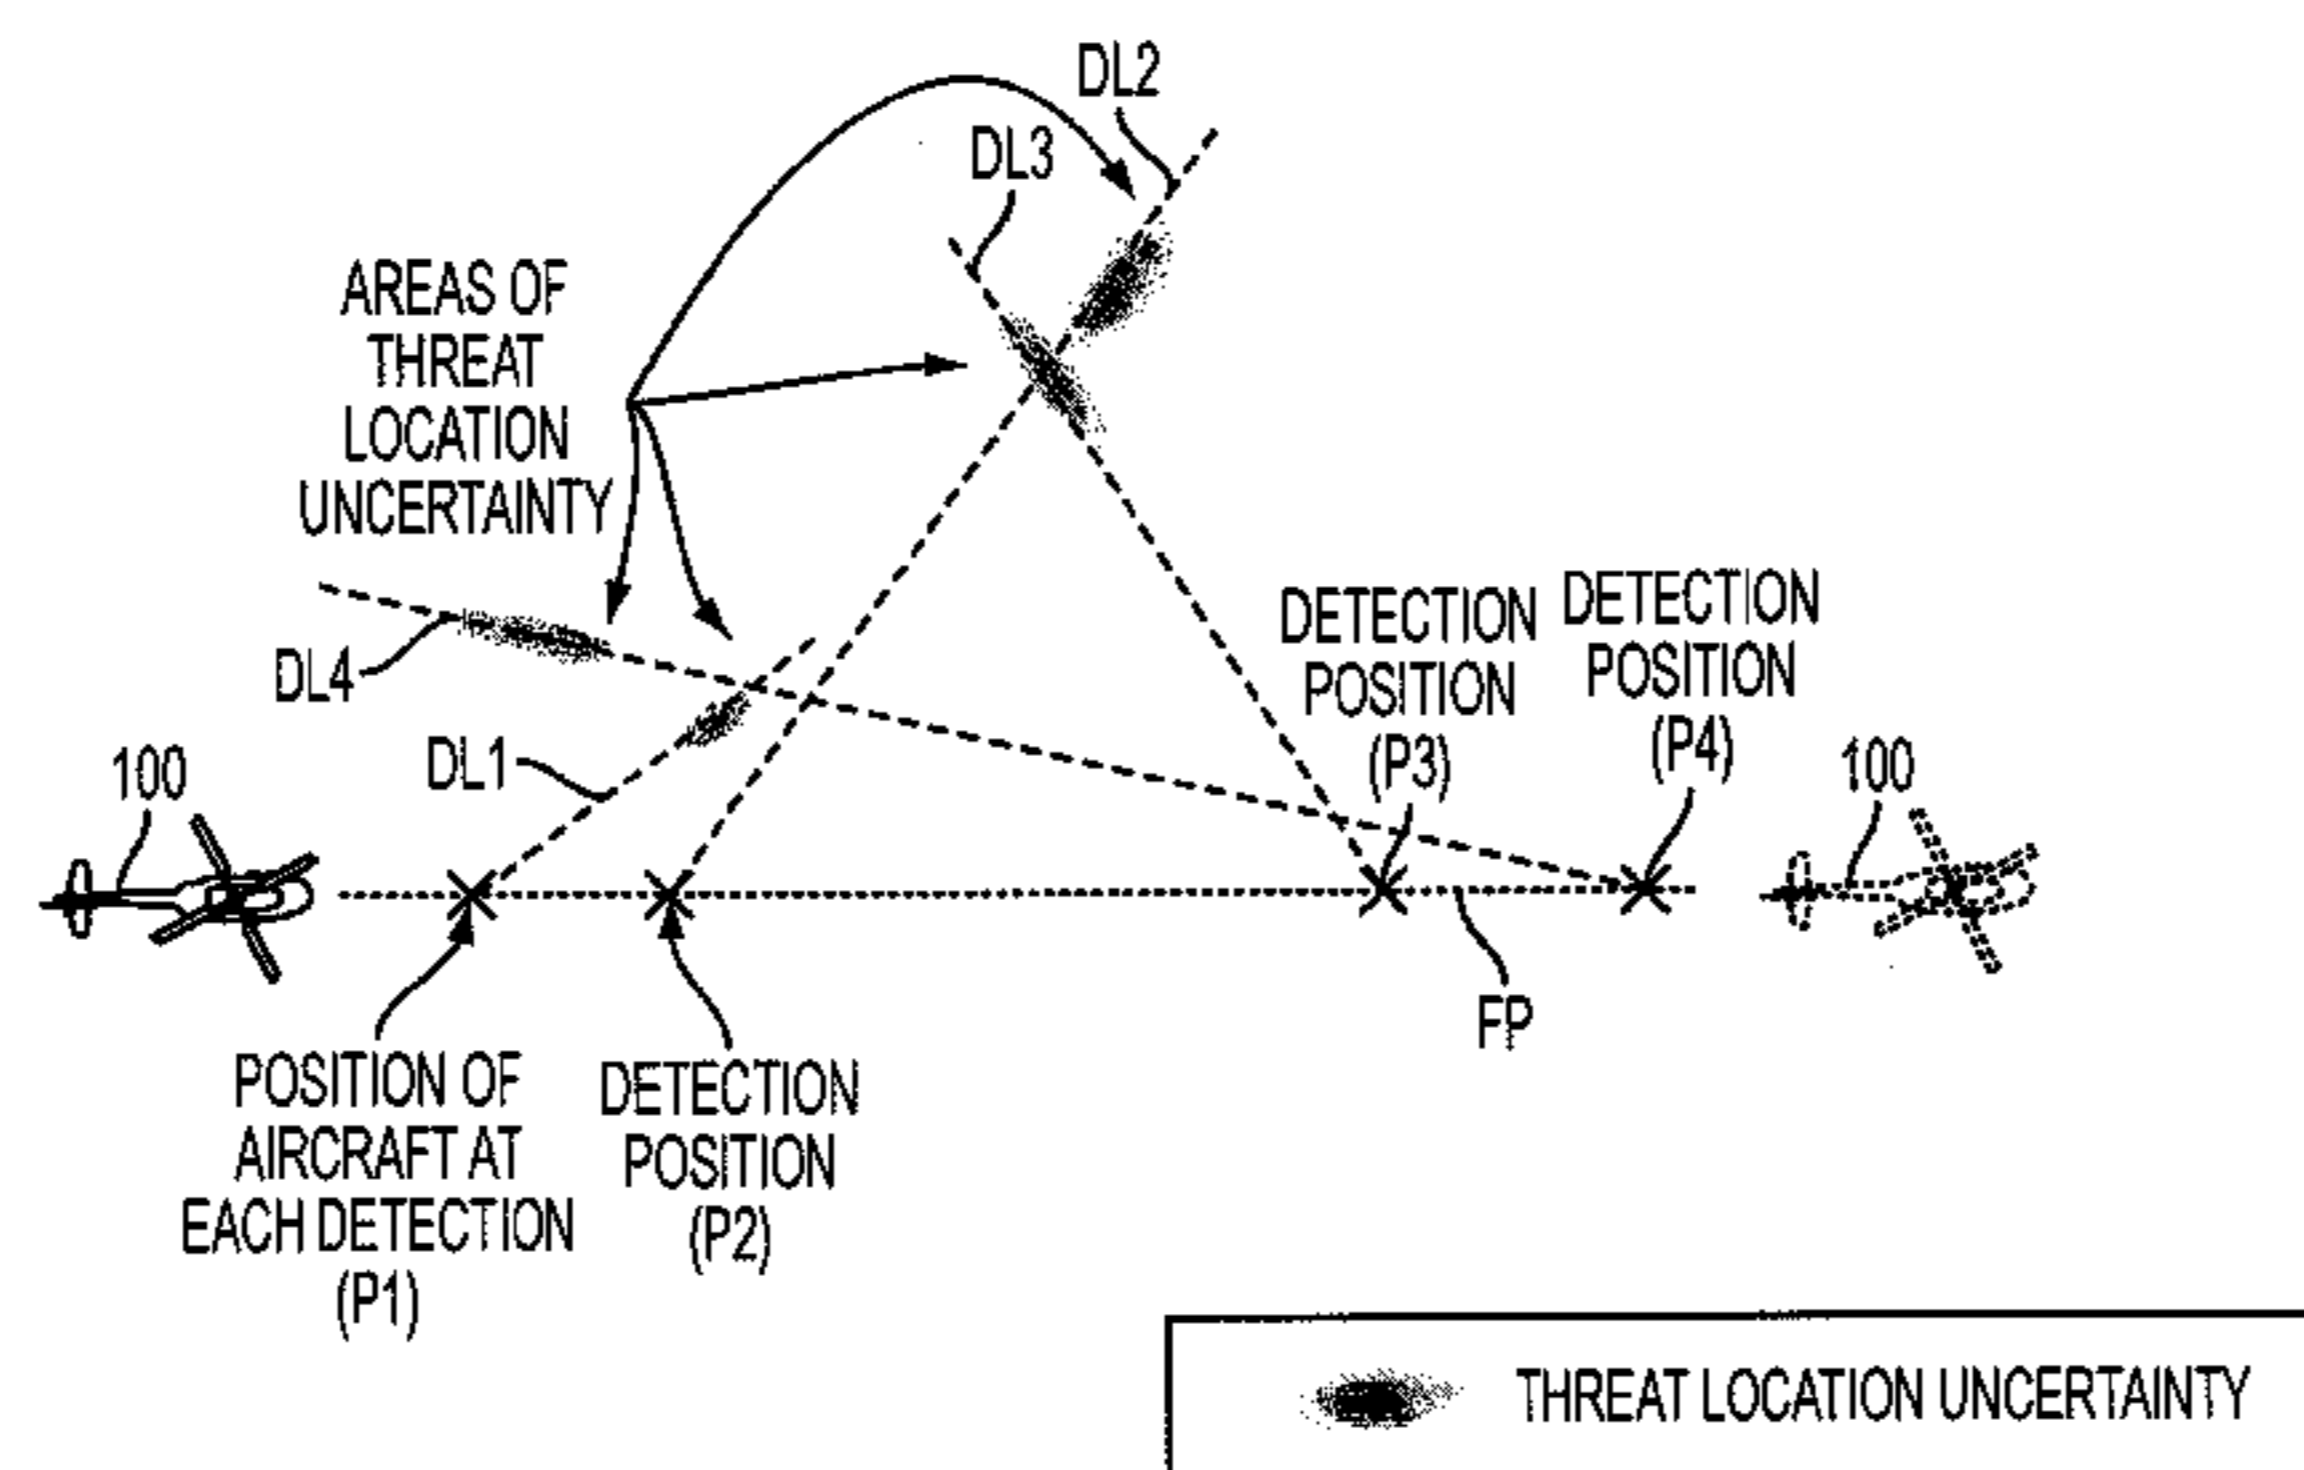 DL2
DL3
AREAS OF
THREAT
LOCATION
UNCERTAINTY
DL4
DL1
100
DETECTION
POSITION
(P3)
DETECTION
POSITION
(P4)
100
FP
POSITION OF
AIRCRAFT AT
EACH DETECTION
(P1)
DETECTION
POSITION
(P2)
THREAT LOCATION UNCERTAINTY